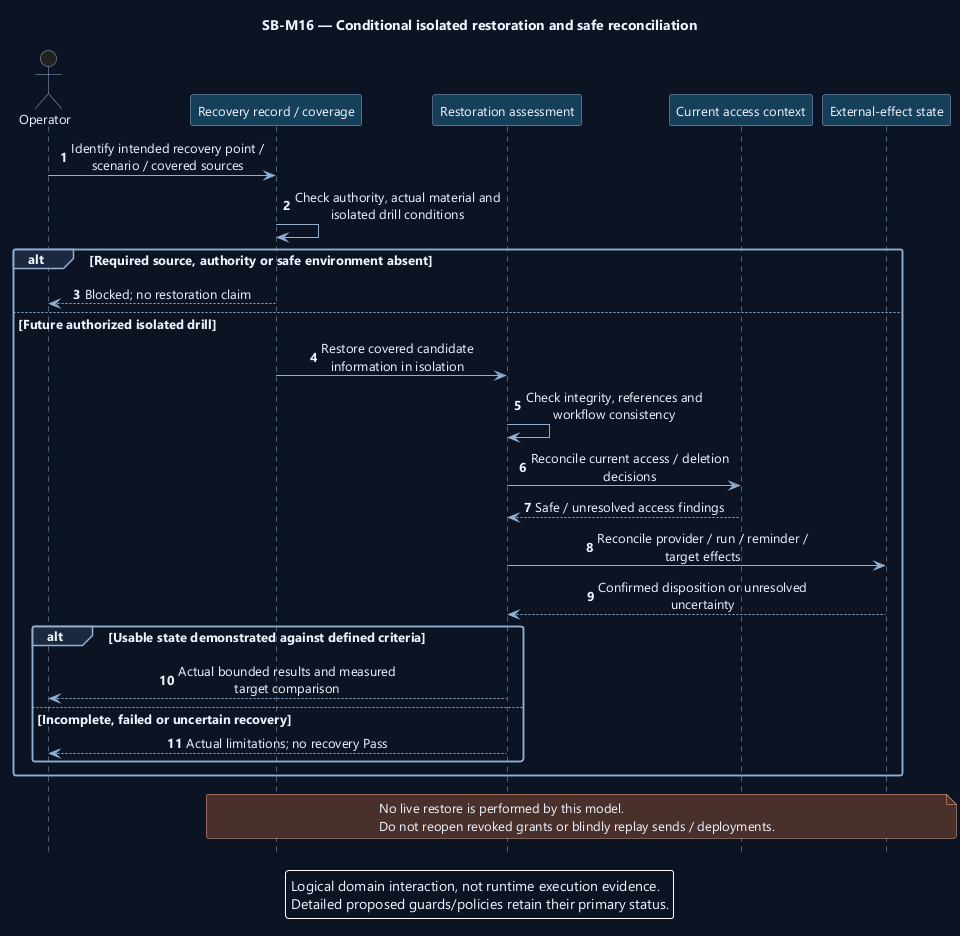 SB-M16 — Conditional isolated restoration and safe reconciliation
Operator
Recovery record / coverage
Restoration assessment
Current access context
External-effect state
1 Identify intended recovery point /
scenario / covered sources
2 Check authority, actual material and
isolated drill conditions
alt [Required source, authority or safe environment absent]
3 Blocked; no restoration claim
[Future authorized isolated drill]
4 Restore covered candidate
information in isolation
5 Check integrity, references and
workflow consistency
6 Reconcile current access / deletion
decisions
7 Safe / unresolved access findings
8 Reconcile provider / run / reminder /
target effects
9 Confirmed disposition or unresolved
uncertainty
alt [Usable state demonstrated against defined criteria]
10 Actual bounded results and measured
target comparison
[Incomplete, failed or uncertain recovery]
11 Actual limitations; no recovery Pass
No live restore is performed by this model.
Do not reopen revoked grants or blindly replay sends / deployments.
Logical domain interaction, not runtime execution evidence.
Detailed proposed guards/policies retain their primary status.